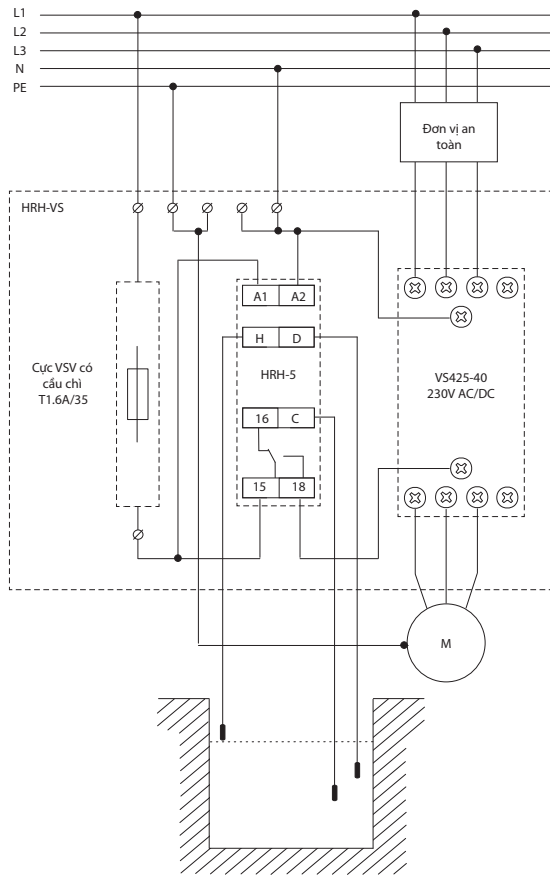 L1
L2
L3
N
PE
Đơn vị an
toàn
HRH-VS
A1 A2
H D
HRH-5
16 C
15 18
Cực VSV có
cầu chì
T1.6A/35
VS425-40
230V AC/DC
M